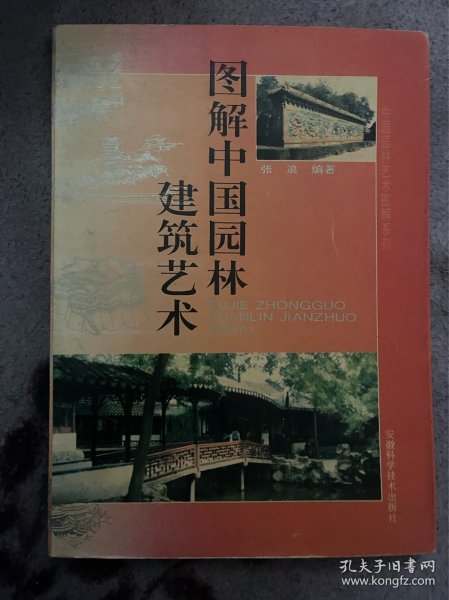 图解中国园林
建筑艺术
张 浪 编著
中国园林艺术图解系列
TUJIE ZHONGGUO
YUANLIN JIANZHUO
YISHU
安徽科学技术出版社
孔夫子旧书网
www.kongfz.com